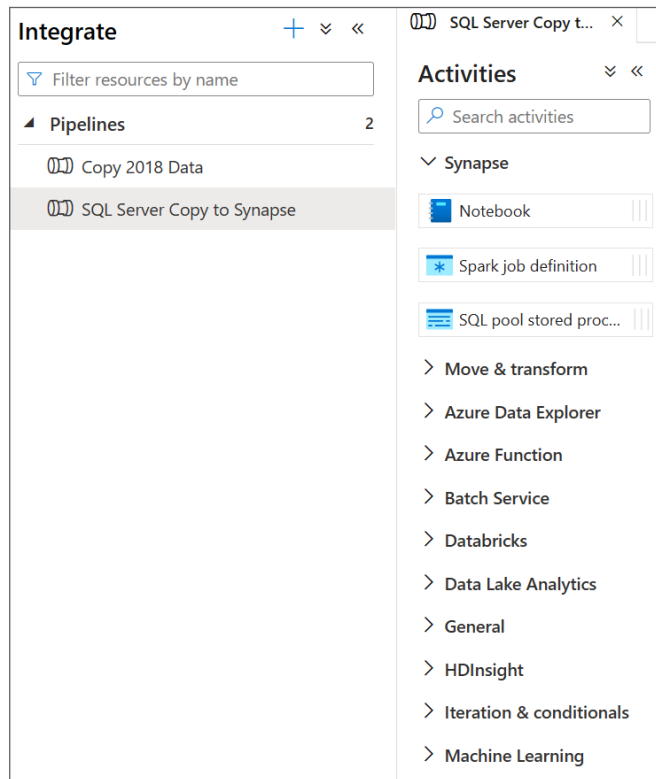 Integrate
Filter resources by name
Pipelines 2
Copy 2018 Data
SQL Server Copy to Synapse
SQL Server Copy t...
Activities
Search activities
Synapse
Notebook
Spark job definition
SQL pool stored proc...
Move & transform
Azure Data Explorer
Azure Function
Batch Service
Databricks
Data Lake Analytics
General
HDInsight
Iteration & conditionals
Machine Learning